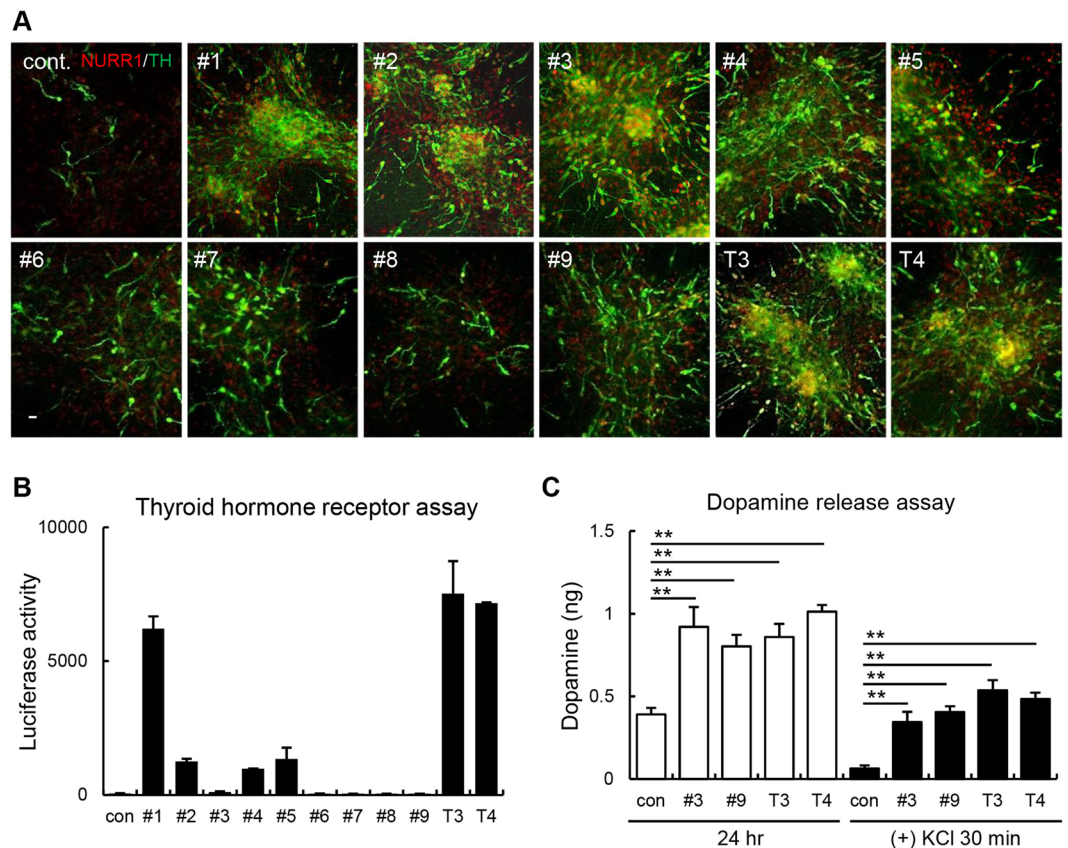 A
cont. NURR1/TH #1 #2 #3 #4 #5
#6 #7 #8 #9 T3 T4
B
Thyroid hormone receptor assay
10000
5000
0
Luciferase activity
con #1 #2 #3 #4 #5 #6 #7 #8 #9 T3 T4
C
Dopamine release assay
1.5
1
0.5
0
Dopamine (ng)
**
**
**
**
**
**
**
**
con #3 #9 T3 T4 con #3 #9 T3 T4
24 hr (+) KCl 30 min